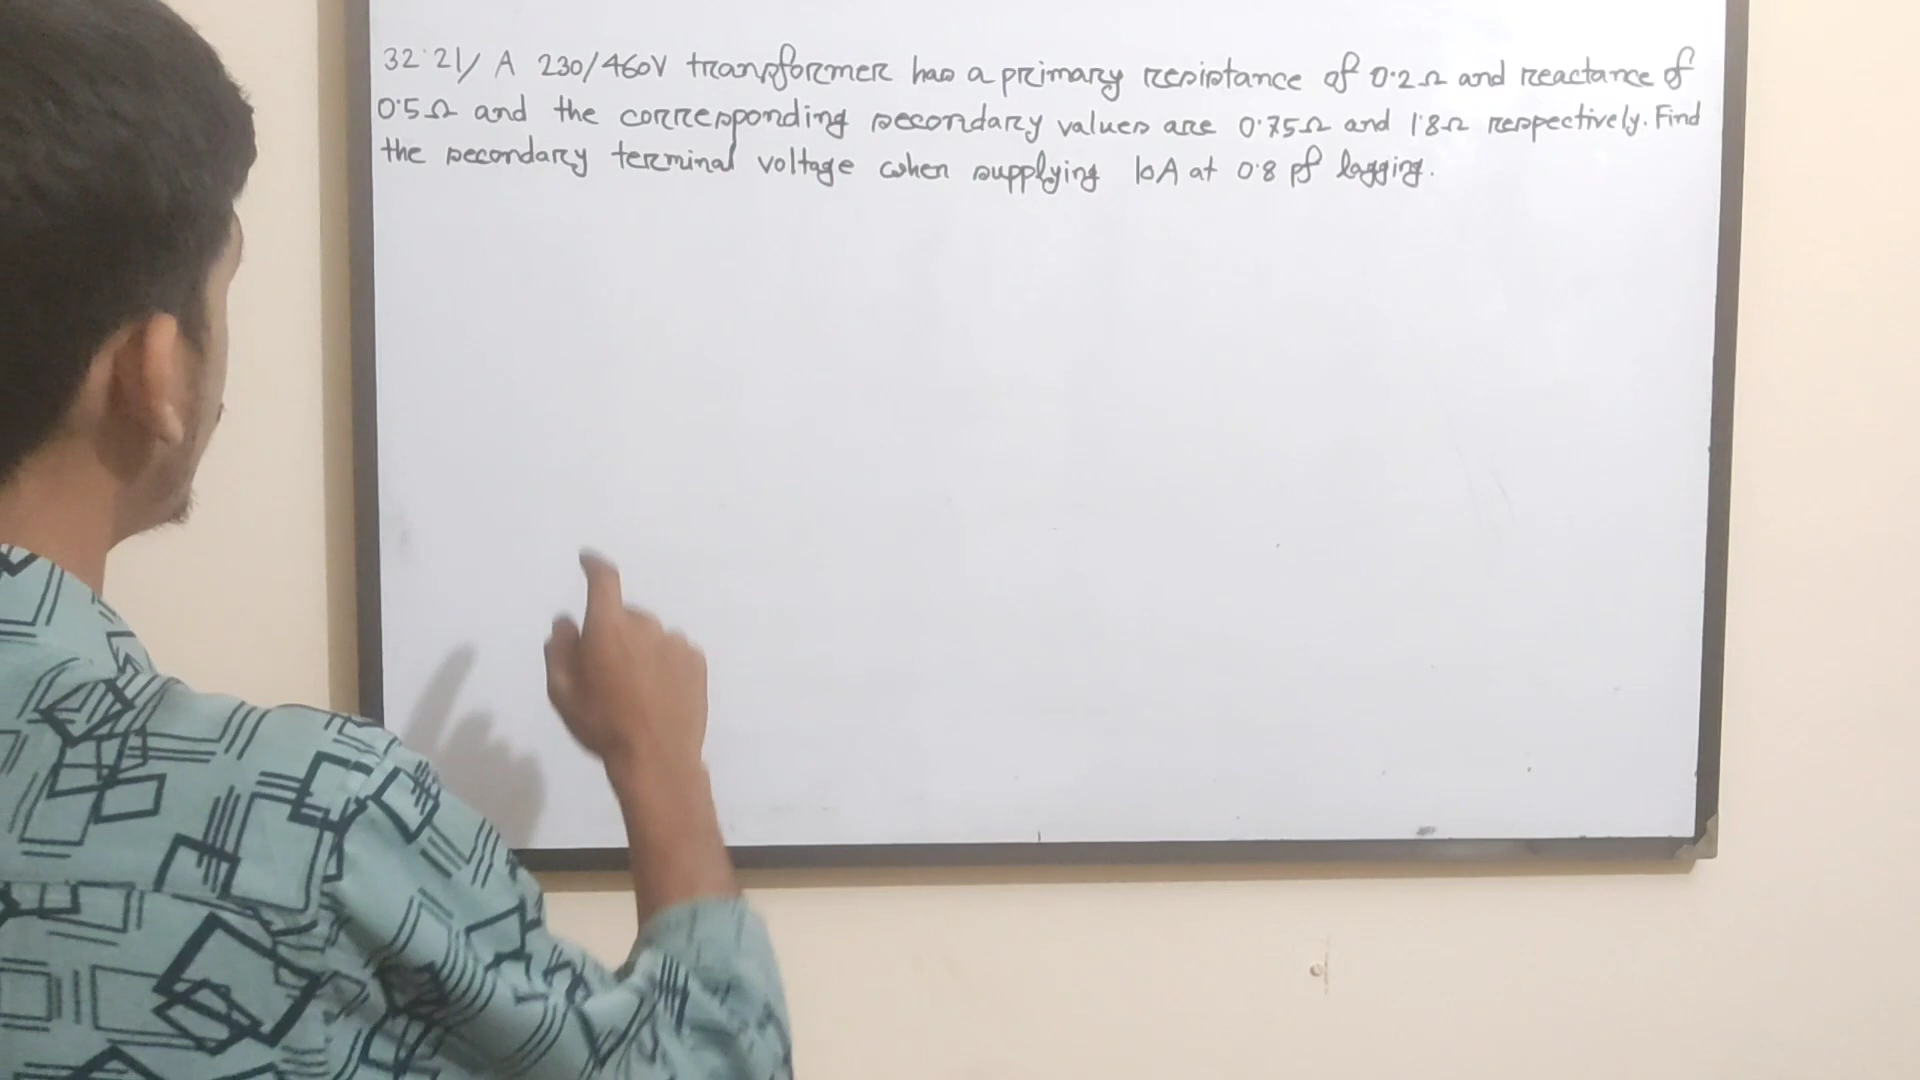 32.21/ A 230/460V transformer has a primary resistance of 0.2Ω and reactance of
0.5Ω and the corresponding secondary values are 0.75Ω and 1.8Ω respectively. Find
the secondary terminal voltage when supplying 10A at 0.8 pf lagging.